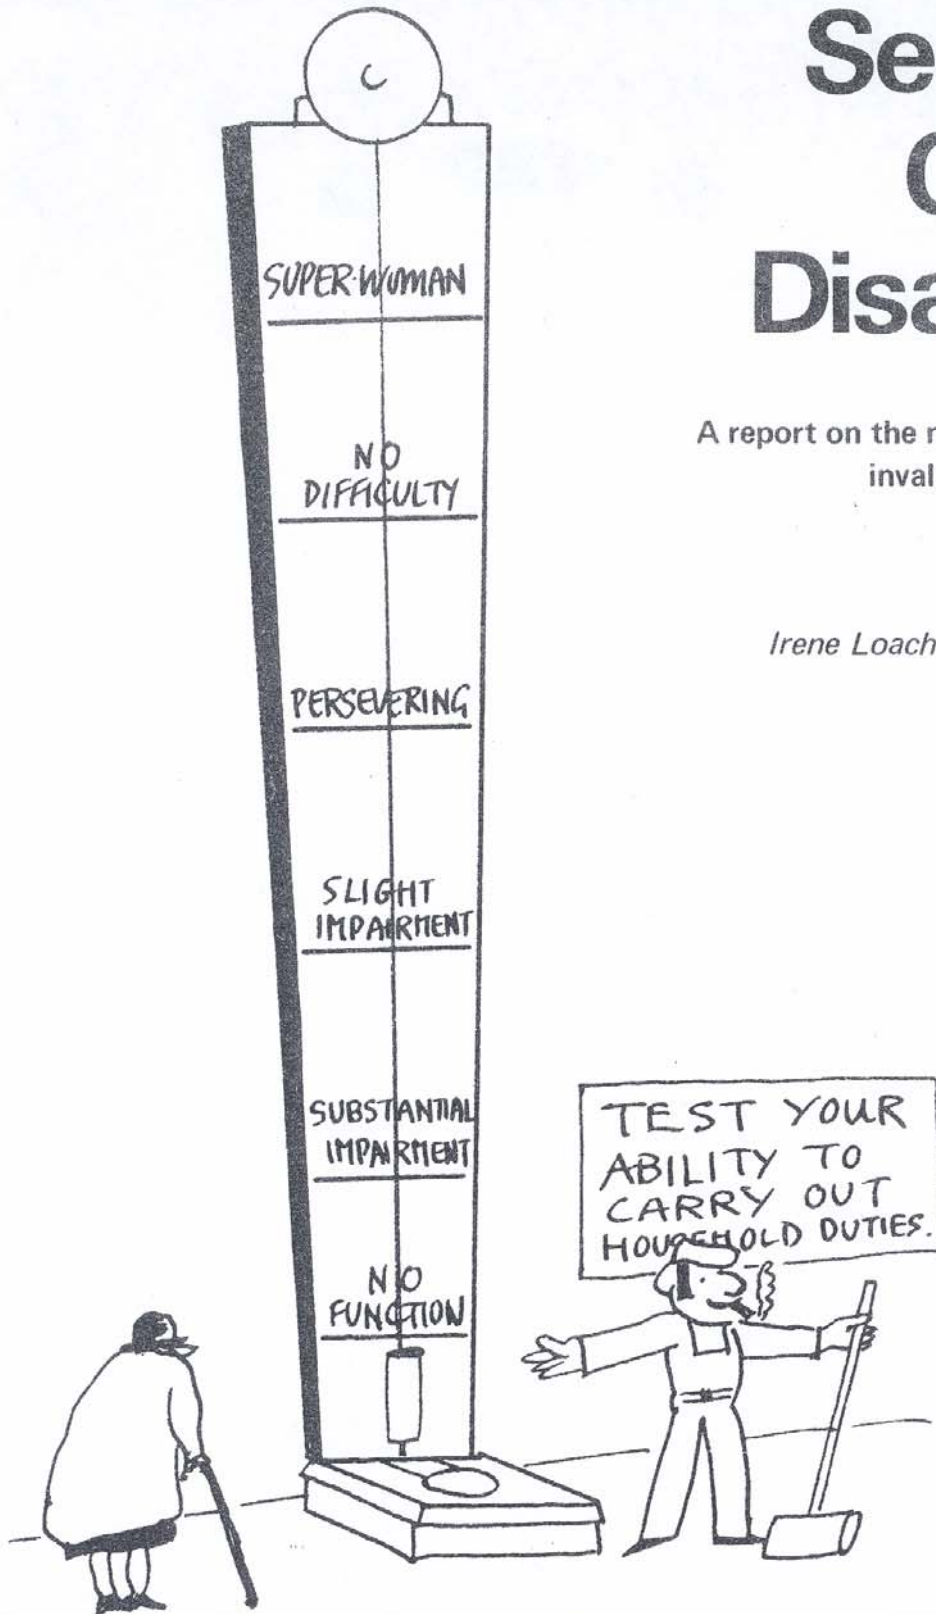 Se
Disa
A report on the
inval
Irene Loach
SUPER-WOMAN
NO
DIFFICULTY
PERSEVERING
SLIGHT
IMPAIRMENT
SUBSTANTIAL
IMPAIRMENT
NO
FUNCTION
TEST YOUR
ABILITY TO
CARRY OUT
HOUSEHOLD DUTIES.